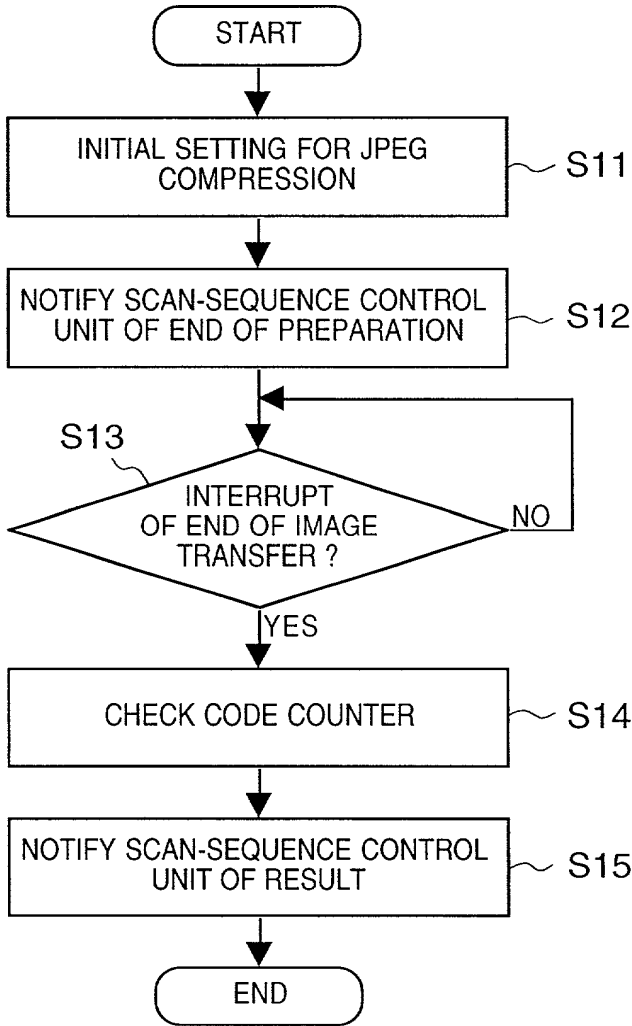 START
INITIAL SETTING FOR JPEG
COMPRESSION
S11
NOTIFY SCAN-SEQUENCE CONTROL
UNIT OF END OF PREPARATION
S12
S13
INTERRUPT
OF END OF IMAGE
TRANSFER ?
NO
YES
CHECK CODE COUNTER
S14
NOTIFY SCAN-SEQUENCE CONTROL
UNIT OF RESULT
S15
END